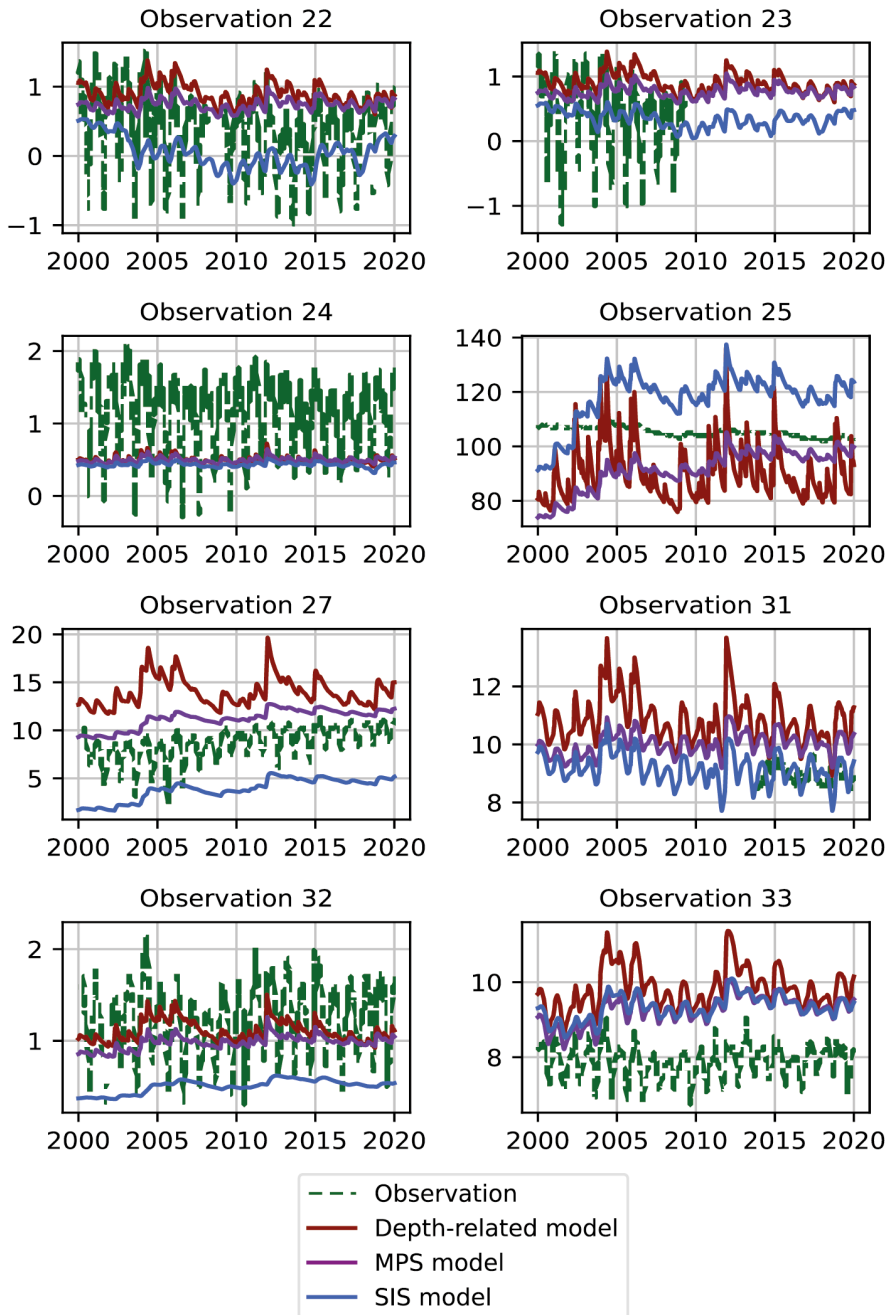 Observation 22
1
0
−1
2000 2005 2010 2015 2020
Observation 23
1
0
−1
2000 2005 2010 2015 2020
Observation 24
2
1
0
2000 2005 2010 2015 2020
Observation 25
140
120
100
80
2000 2005 2010 2015 2020
Observation 27
20
15
10
5
2000 2005 2010 2015 2020
Observation 31
12
10
8
2000 2005 2010 2015 2020
Observation 32
2
1
2000 2005 2010 2015 2020
Observation 33
10
8
2000 2005 2010 2015 2020
Observation
Depth-related model
MPS model
SIS model